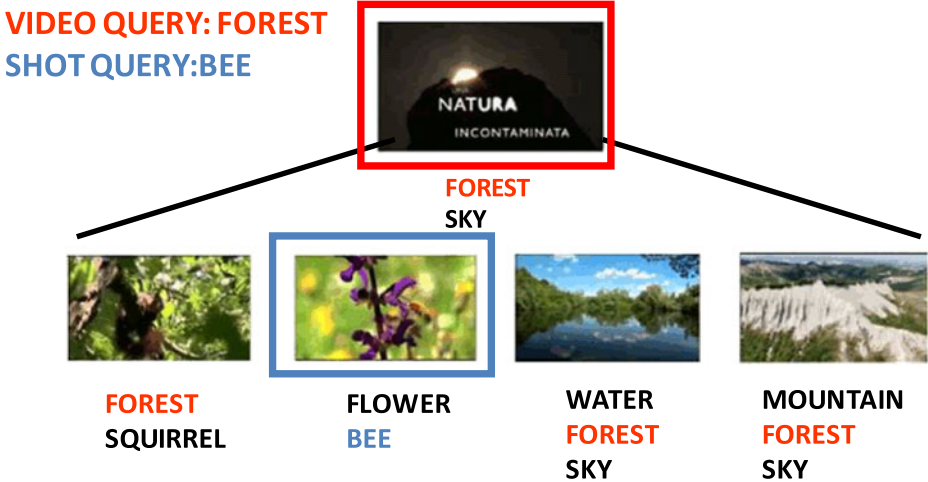 VIDEO QUERY: FOREST
SHOT QUERY:BEE
NATURA
INCONTAMINATA
FOREST
SKY
FOREST
SQUIRREL
FLOWER
BEE
WATER
FOREST
SKY
MOUNTAIN
FOREST
SKY